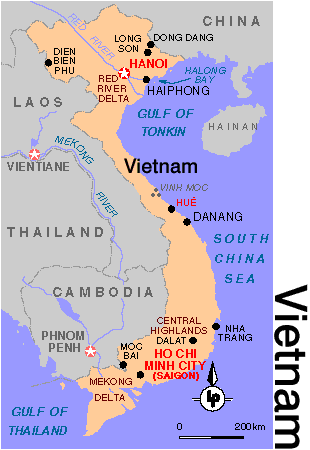 CHINA
RED RIVER
LONG SON
DONG DANG
DIEN BIEN PHU
HANOI
HALONG BAY
RED RIVER DELTA
HAIPHONG
LAOS
GULF OF TONKIN
HAINAN
MEKONG RIVER
VIENTIANE
Vietnam
VINH MOC
HUÉ
DANANG
THAILAND
SOUTH CHINA SEA
CAMBODIA
CENTRAL HIGHLANDS
NHA TRANG
PHNOM PENH
MOC BAI
DALAT
HO CHI MINH CITY (SAIGON)
MEKONG DELTA
GULF OF THAILAND
lp
0 200km
Vietnam